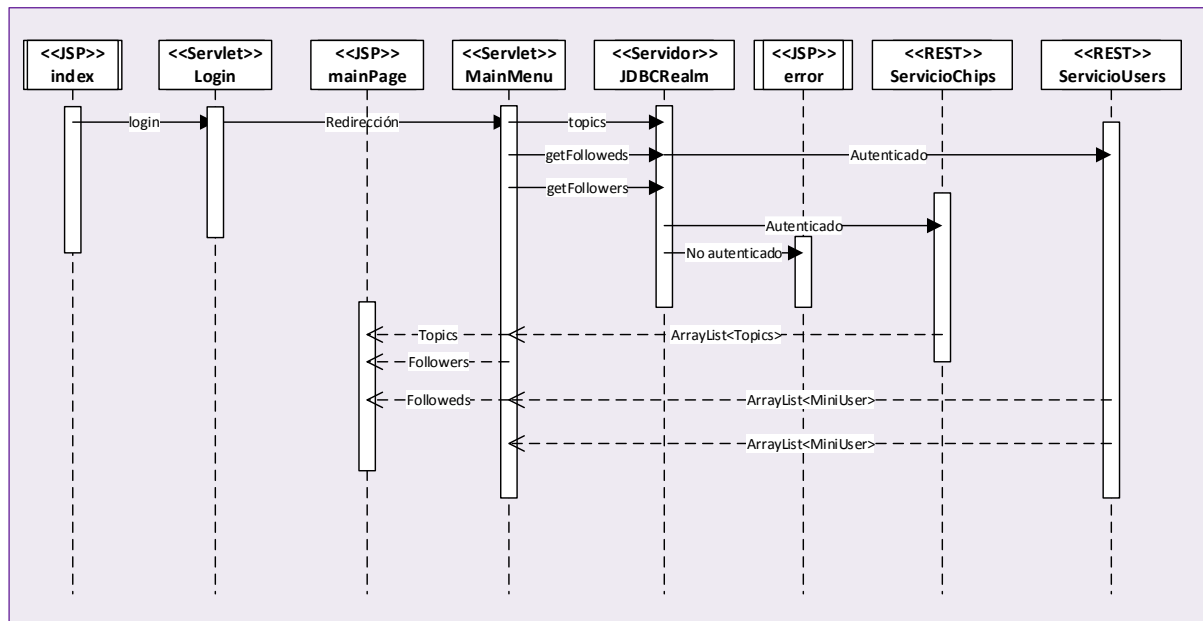 <<JSP>>
index
<<Servlet>>
Login
<<JSP>>
mainPage
<<Servlet>>
MainMenu
<<Servidor>>
JDBCRealm
<<JSP>>
error
<<REST>>
ServicioChips
<<REST>>
ServicioUsers
login
Redirección
topics
getFolloweds
Autenticado
getFollowers
Autenticado
No autenticado
Topics
ArrayList<Topics>
Followers
Followeds
ArrayList<MiniUser>
ArrayList<MiniUser>